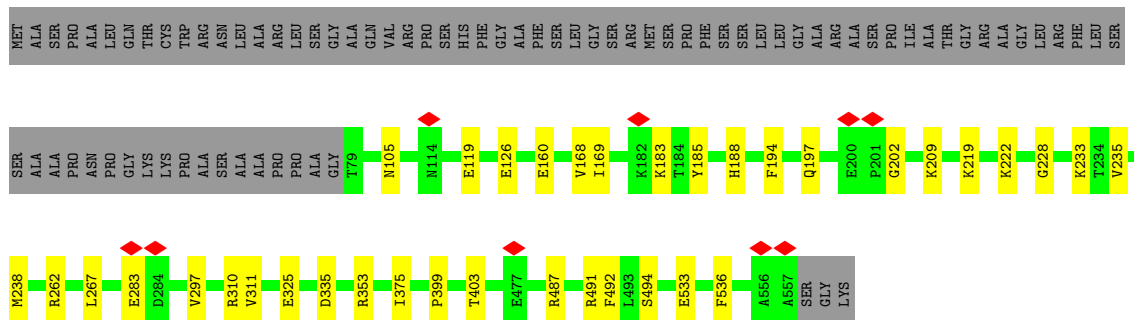 MET ALA SER PRO ALA LEU GLN THR CYS TRP ARG ASN LEU ALA ARG LEU SER GLY ALA GLN VAL ARG PRO SER HIS PHE GLY ALA PHE SER LEU GLY SER ARG MET SER PRO PHE SER SER LEU LEU GLY ALA ARG ALA SER PRO ILE ALA THR GLY ARG ALA GLY LEU ARG PHE LEU SER
SER ALA ALA PRO ASN PRO GLY LYS LYS PRO ALA SER ALA ALA PRO PRO ALA GLY T79 N105 N114 E119 E126 E160 V168 I169 K182 K183 T184 Y185 H188 F194 Q197 E200 P201 G202 K209 K219 K222 G228 K233 T234 V235
M238 R262 L267 E283 D284 V297 R310 V311 E325 D335 R353 I375 P399 T403 E477 R487 R491 F492 L493 S494 E533 F536 A556 A557 SER GLY LYS